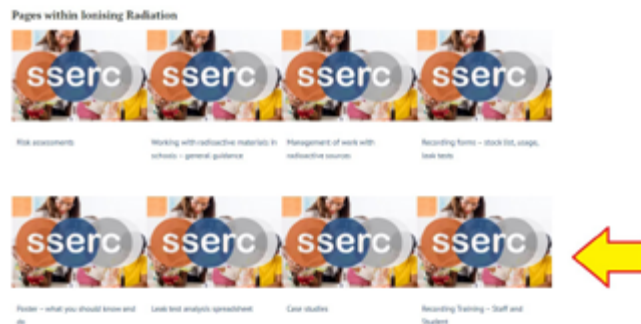 Pages within Ionising Radiation
sserc sserc sserc sserc
Risk assessments
Working with radioactive materials in
schools – general guidance
Management of work with
radioactive sources
Recording forms – stock list, usage,
leak tests
sserc sserc sserc sserc
Poster – what you should know and
do
Leak test analysis spreadsheet
Case studies
Recording Training – Staff and
Student